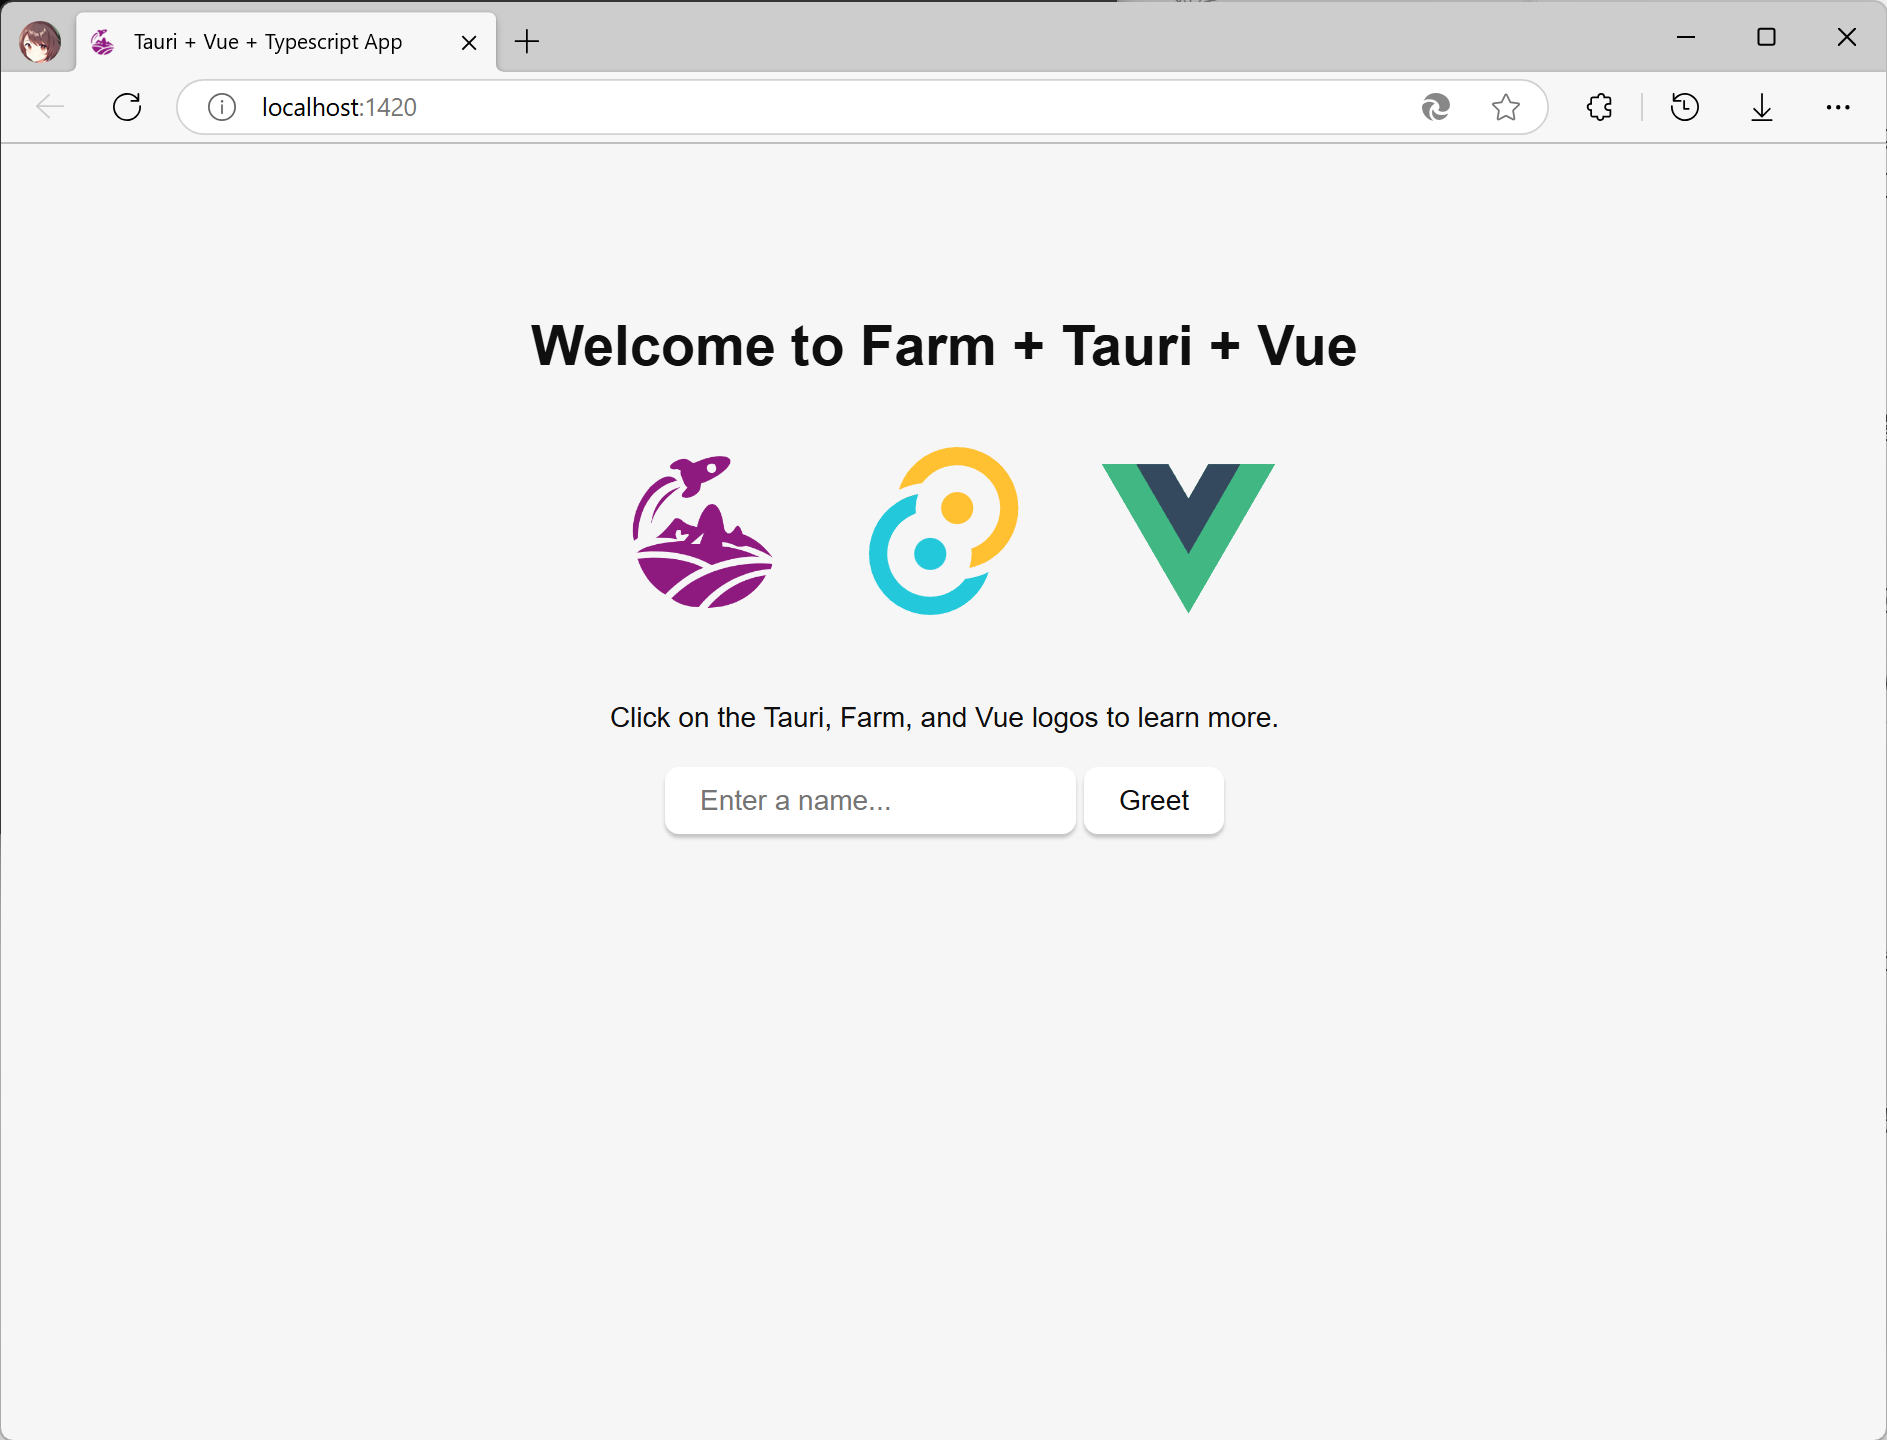 Tauri + Vue + Typescript App
localhost:1420
Welcome to Farm + Tauri + Vue
Click on the Tauri, Farm, and Vue logos to learn more.
Enter a name...
Greet